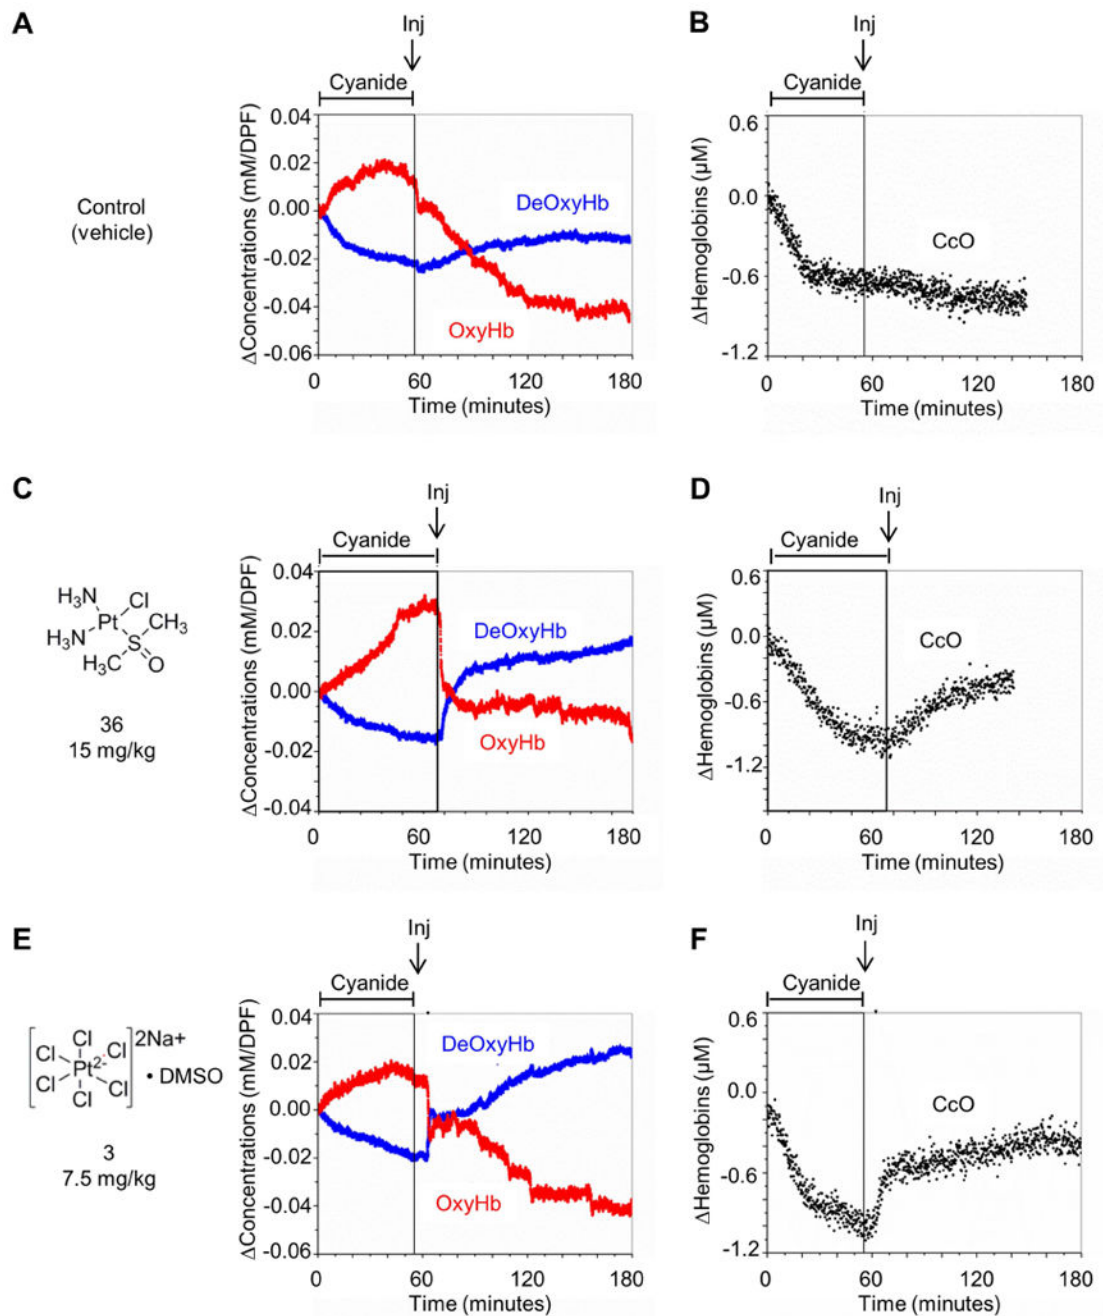 A
Inj
Cyanide
Control
(vehicle)
ΔConcentrations (mM/DPF)
0.04
0.02
0.00
-0.02
-0.04
-0.06
DeOxyHb
OxyHb
0
60
120
180
Time (minutes)
B
Inj
Cyanide
ΔHemoglobins (µM)
0.6
0.0
-0.6
-1.2
CcO
0
60
120
180
Time (minutes)
C
Inj
Cyanide
H3N
Cl
Pt
H3N
S
CH3
H3C
O
36
15 mg/kg
ΔConcentrations (mM/DPF)
0.04
0.02
0.00
-0.02
-0.04
DeOxyHb
OxyHb
0
60
120
180
Time (minutes)
D
Inj
Cyanide
ΔHemoglobins (µM)
0.6
0.0
-0.6
-1.2
CcO
0
60
120
180
Time (minutes)
E
Inj
Cyanide
Cl
Cl
Cl
Pt2-
Cl
Cl
Cl
2Na+
• DMSO
3
7.5 mg/kg
ΔConcentrations (mM/DPF)
0.04
0.02
0.00
-0.02
-0.04
-0.06
DeOxyHb
OxyHb
0
60
120
180
Time (minutes)
F
Inj
Cyanide
ΔHemoglobins (µM)
0.6
0.0
-0.6
-1.2
CcO
0
60
120
180
Time (minutes)